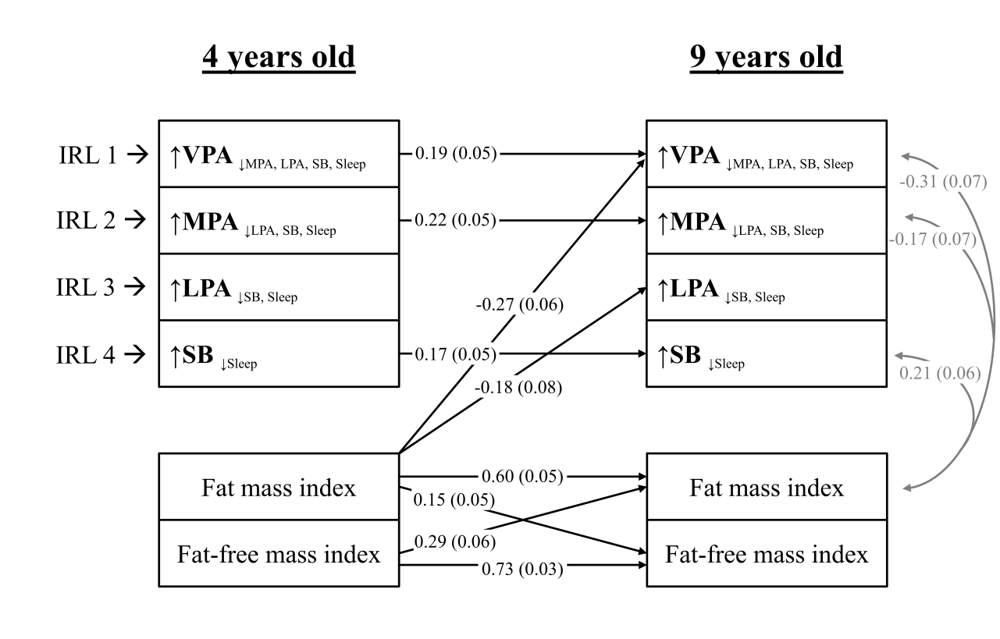 4 years old
9 years old
IRL 1 → ↑VPA ↓MPA, LPA, SB, Sleep
0.19 (0.05)
↑VPA ↓MPA, LPA, SB, Sleep
-0.31 (0.07)
IRL 2 → ↑MPA ↓LPA, SB, Sleep
0.22 (0.05)
↑MPA ↓LPA, SB, Sleep
-0.17 (0.07)
IRL 3 → ↑LPA ↓SB, Sleep
-0.27 (0.06)
↑LPA ↓SB, Sleep
IRL 4 → ↑SB ↓Sleep
0.17 (0.05)
↑SB ↓Sleep
0.21 (0.06)
-0.18 (0.08)
Fat mass index
0.60 (0.05)
0.15 (0.05)
Fat mass index
Fat-free mass index
0.29 (0.06)
0.73 (0.03)
Fat-free mass index